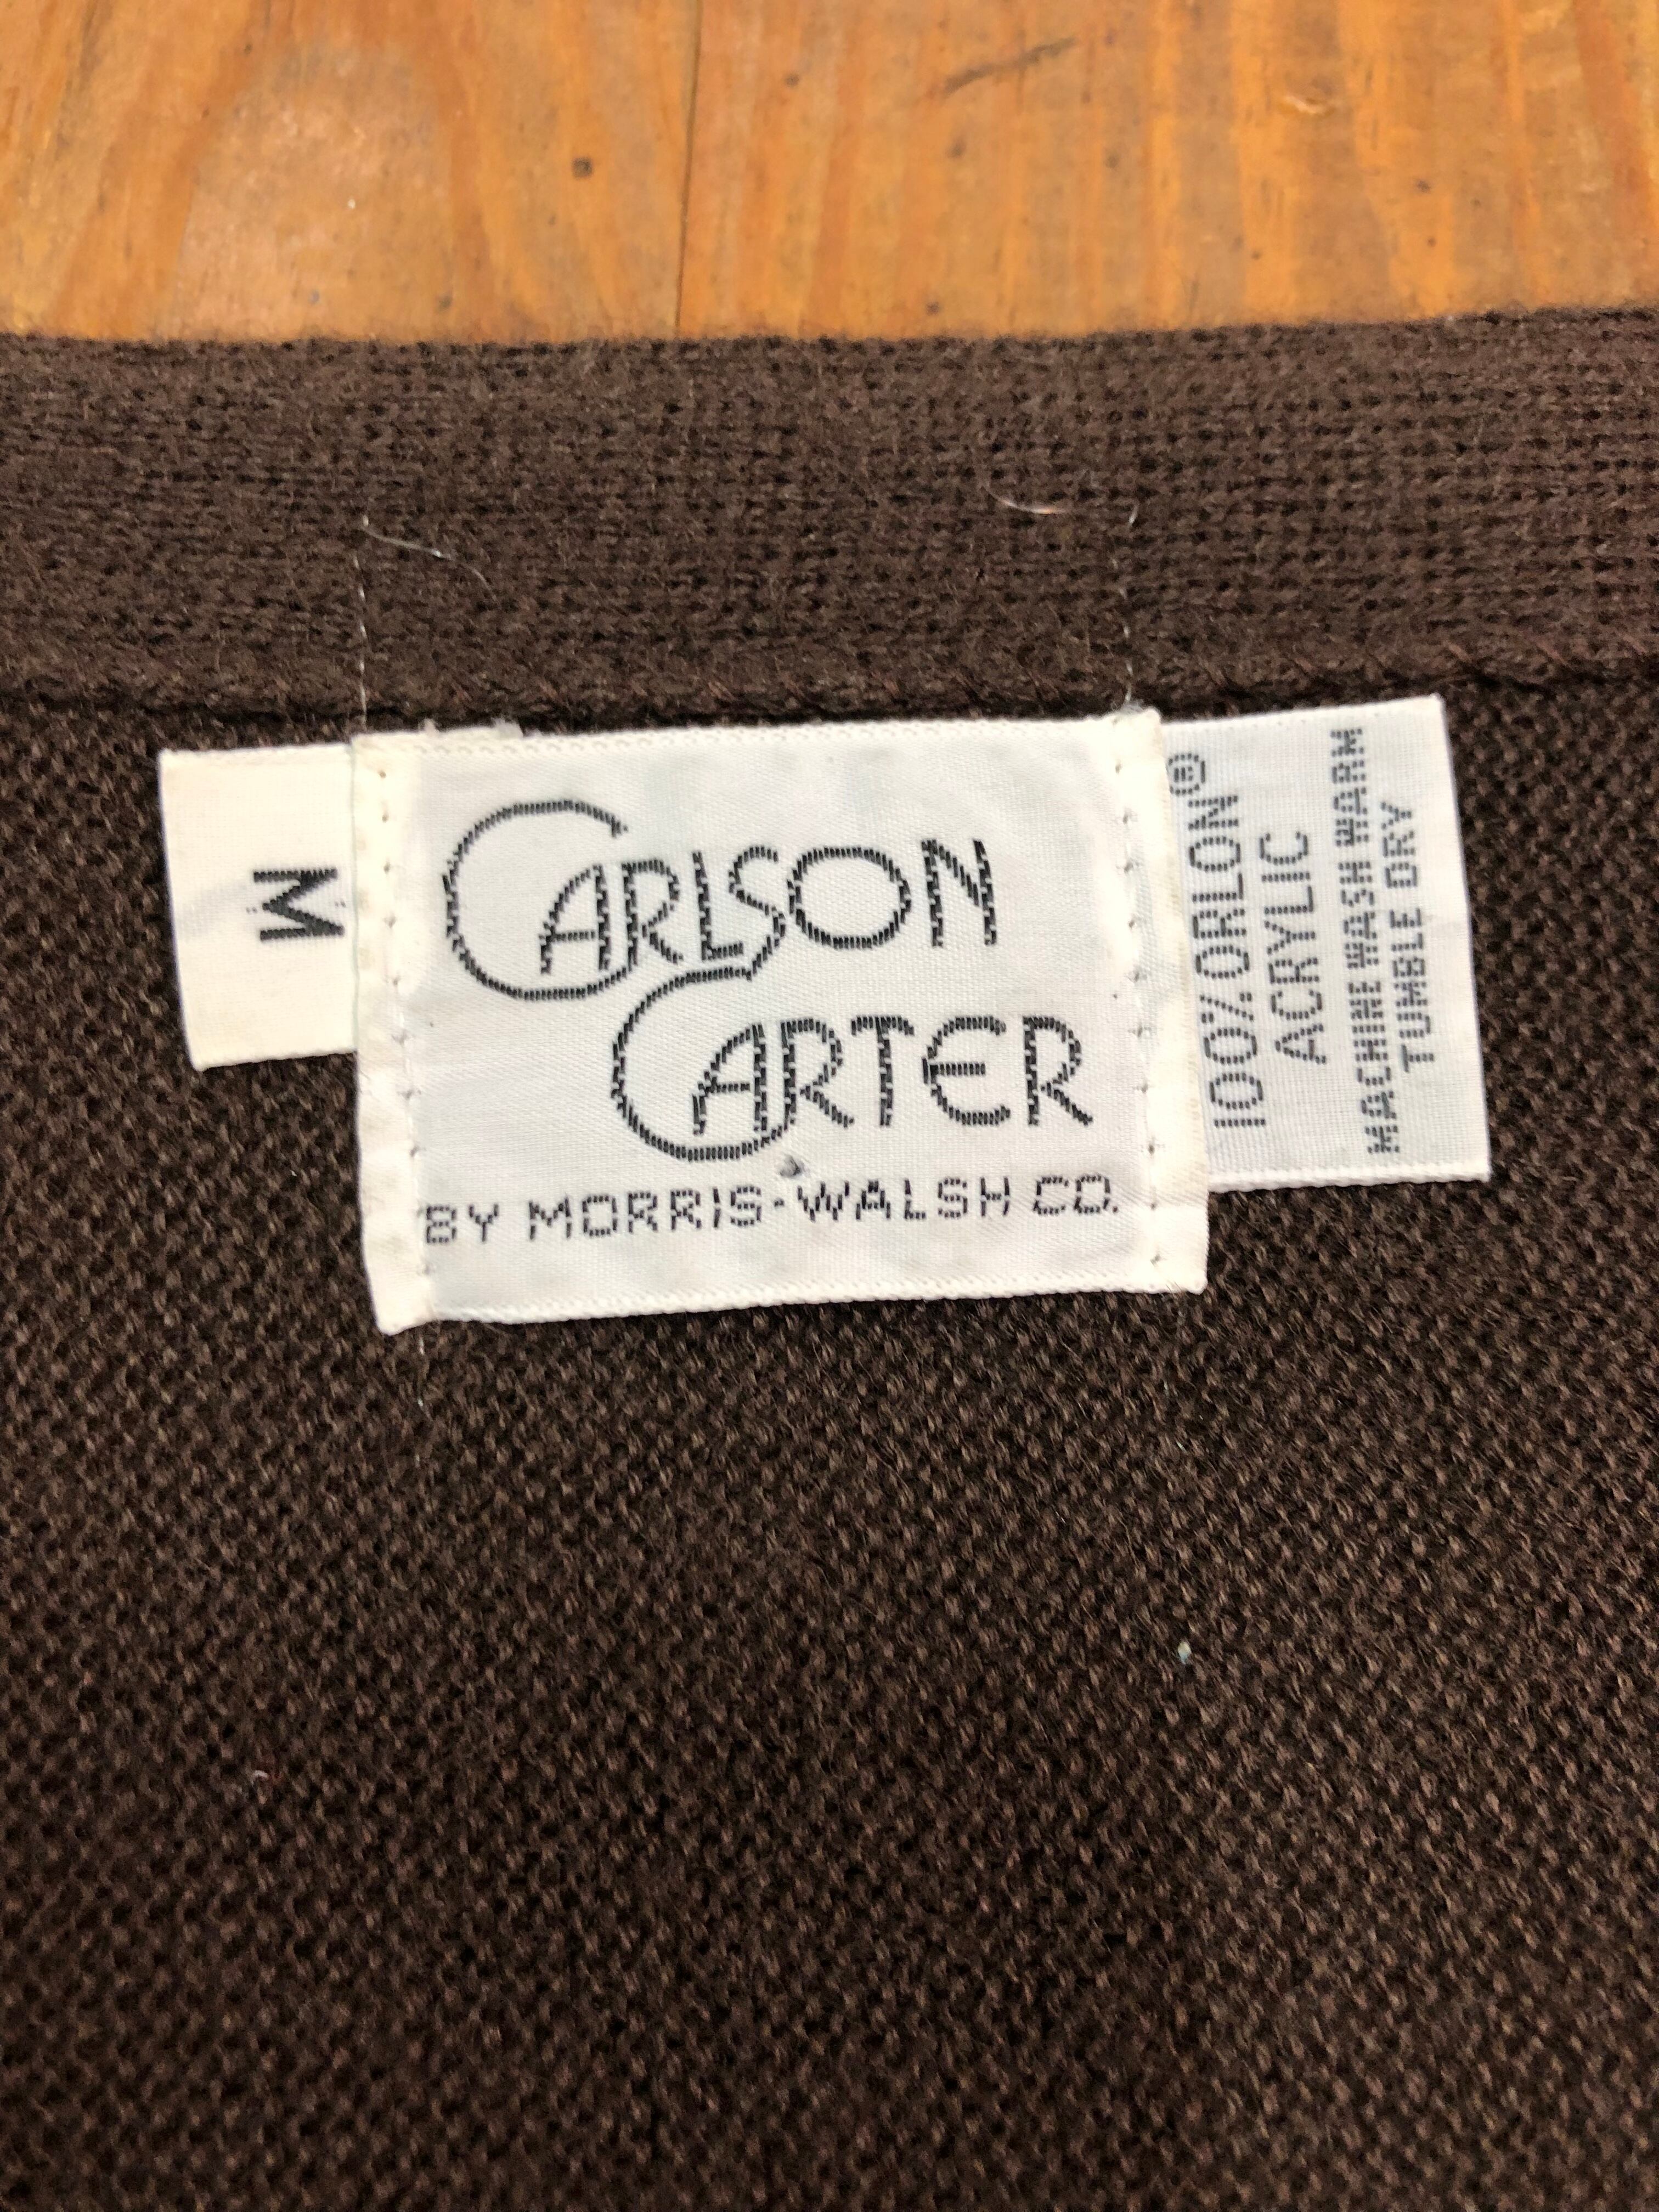 M
CARLSON
CARTER
BY MORRIS-WALSH CO.
100% ORLON®
ACRYLIC
MACHINE WASH WARM
TUMBLE DRY